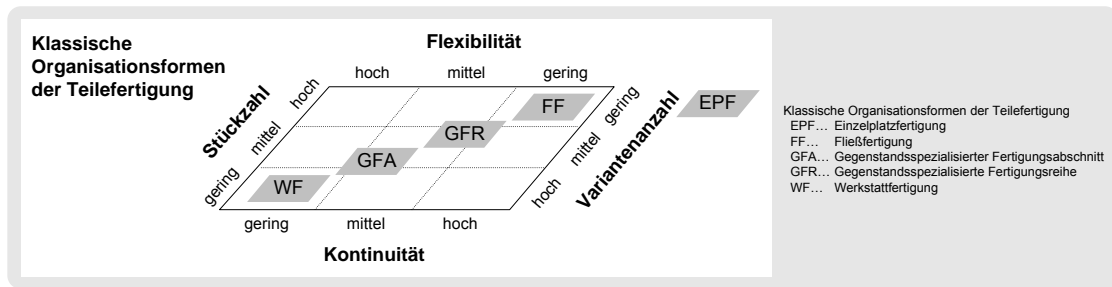 Klassische
Organisationsformen
der Teilefertigung
Flexibilität
hoch
mittel
gering
Stückzahl
hoch
mittel
gering
FF
GFR
GFA
WF
gering
mittel
hoch
Variantenanzahl
EPF
gering
mittel
hoch
Kontinuität
Klassische Organisationsformen der Teilefertigung
EPF… Einzelplatzfertigung
FF… Fließfertigung
GFA… Gegenstandsspezialisierter Fertigungsabschnitt
GFR… Gegenstandsspezialisierte Fertigungsreihe
WF… Werkstattfertigung